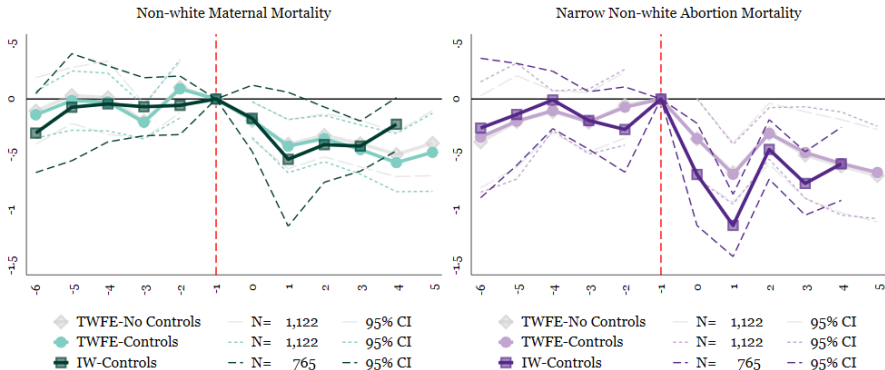 Non-white Maternal Mortality
.5
0
-.5
-1
-1.5
-6 -5 -4 -3 -2 -1 0 1 2 3 4 5
TWFE-No Controls N= 1,122 95% CI
TWFE-Controls N= 1,122 95% CI
IW-Controls N= 765 95% CI
Narrow Non-white Abortion Mortality
.5
0
-.5
-1
-1.5
-6 -5 -4 -3 -2 -1 0 1 2 3 4 5
TWFE-No Controls N= 1,122 95% CI
TWFE-Controls N= 1,122 95% CI
IW-Controls N= 765 95% CI